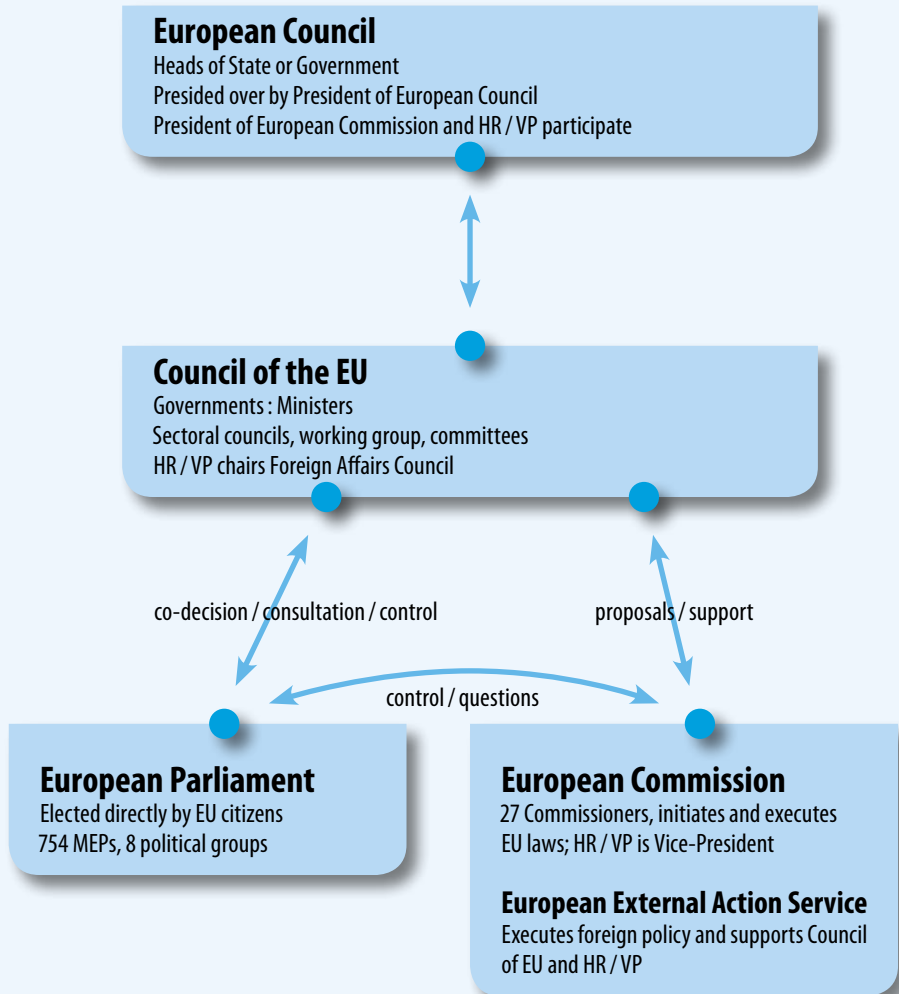 European Council
Heads of State or Government
Presided over by President of European Council
President of European Commission and HR / VP participate
Council of the EU
Governments : Ministers
Sectoral councils, working group, committees
HR / VP chairs Foreign Affairs Council
co-decision / consultation / control
proposals / support
control / questions
European Parliament
Elected directly by EU citizens
754 MEPs, 8 political groups
European Commission
27 Commissioners, initiates and executes
EU laws; HR / VP is Vice-President
European External Action Service
Executes foreign policy and supports Council
of EU and HR / VP